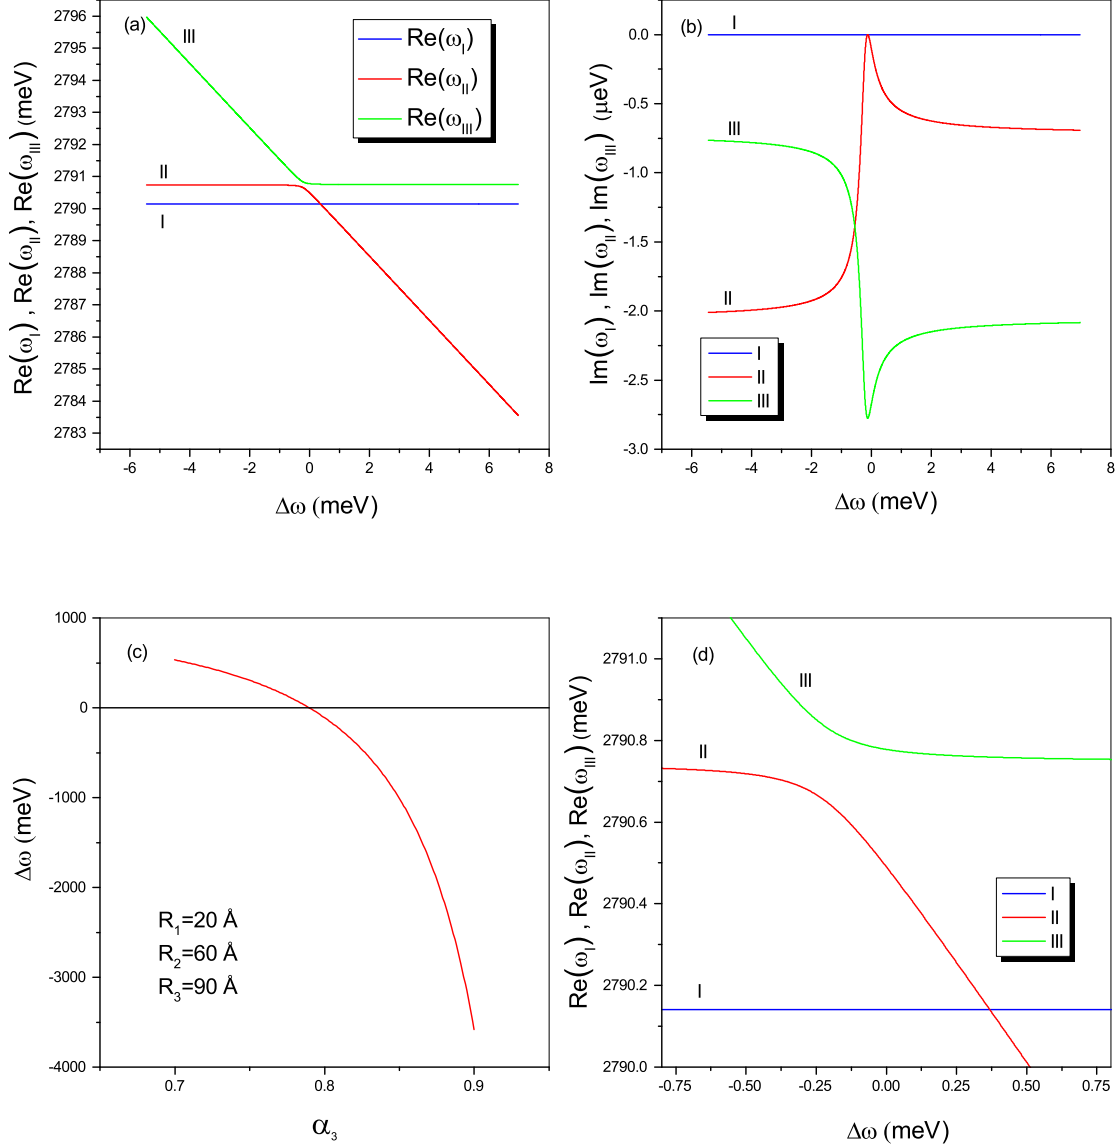 (a)
III
II
I
Re(ω_I)
Re(ω_II)
Re(ω_III)
2796
2795
2794
2793
2792
2791
2790
2789
2788
2787
2786
2785
2784
2783
-6 -4 -2 0 2 4 6 8
Δω (meV)
Re(ω_I), Re(ω_II), Re(ω_III) (meV)
(b)
I
III
II
I
II
III
0.0
-0.5
-1.0
-1.5
-2.0
-2.5
-3.0
-6 -4 -2 0 2 4 6 8
Δω (meV)
Im(ω_I), Im(ω_II), Im(ω_III) (μeV)
(c)
1000
0
-1000
-2000
-3000
-4000
R_1=20 Å
R_2=60 Å
R_3=90 Å
0.7 0.8 0.9
α_3
Δω (meV)
(d)
III
II
I
I
II
III
2791.0
2790.8
2790.6
2790.4
2790.2
2790.0
-0.75 -0.50 -0.25 0.00 0.25 0.50 0.75
Δω (meV)
Re(ω_I), Re(ω_II), Re(ω_III) (meV)